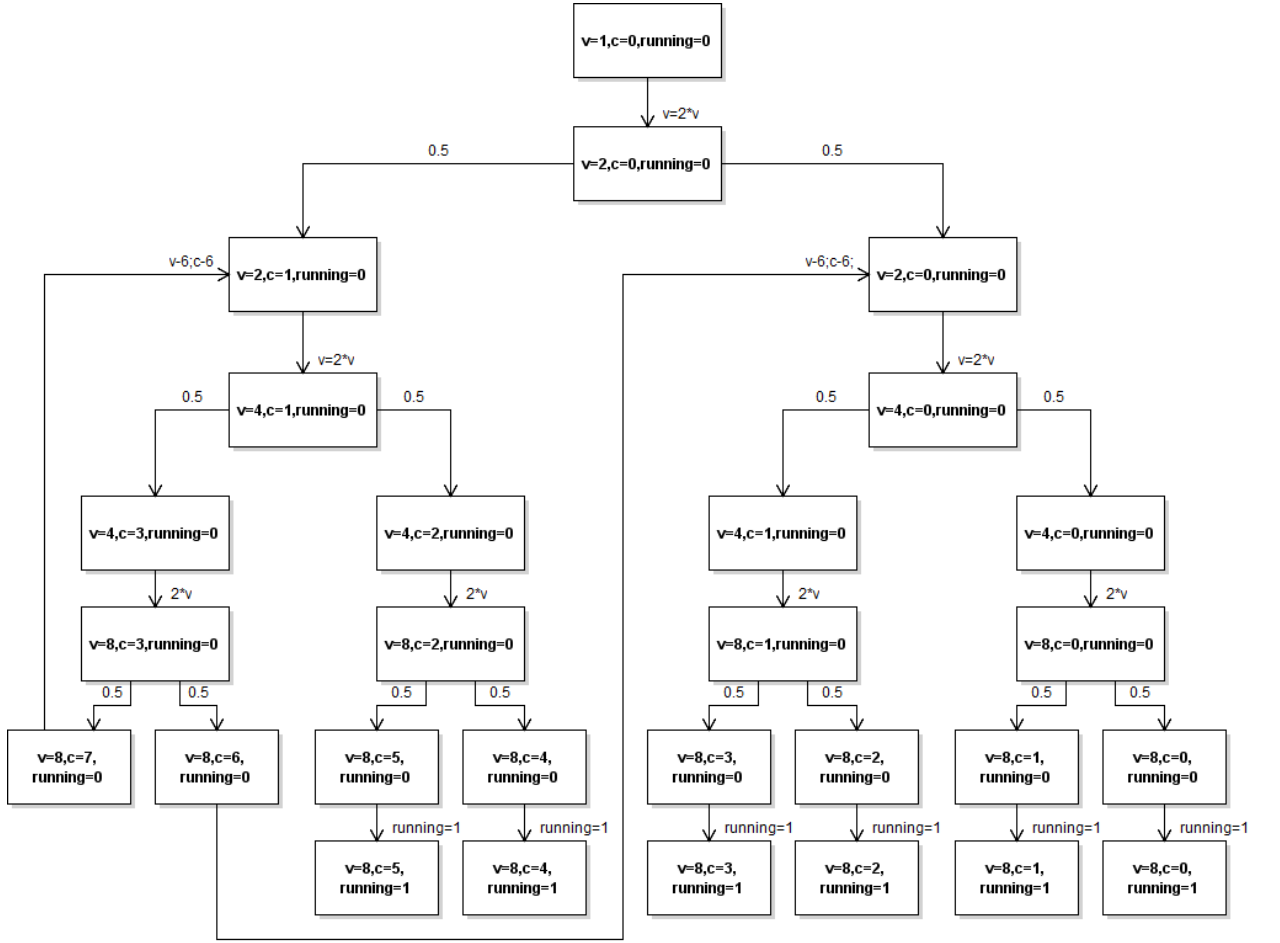 v=1,c=0,running=0
v=2*v
v=2,c=0,running=0
0.5
0.5
v-6;c-6
v=2,c=1,running=0
v-6;c-6;
v=2,c=0,running=0
v=2*v
v=2*v
0.5
v=4,c=1,running=0
0.5
0.5
v=4,c=0,running=0
0.5
v=4,c=3,running=0
v=4,c=2,running=0
v=4,c=1,running=0
v=4,c=0,running=0
2*v
2*v
2*v
2*v
v=8,c=3,running=0
v=8,c=2,running=0
v=8,c=1,running=0
v=8,c=0,running=0
0.5
0.5
0.5
0.5
0.5
0.5
0.5
0.5
v=8,c=7,
running=0
v=8,c=6,
running=0
v=8,c=5,
running=0
v=8,c=4,
running=0
v=8,c=3,
running=0
v=8,c=2,
running=0
v=8,c=1,
running=0
v=8,c=0,
running=0
running=1
running=1
running=1
running=1
running=1
running=1
v=8,c=5,
running=1
v=8,c=4,
running=1
v=8,c=3,
running=1
v=8,c=2,
running=1
v=8,c=1,
running=1
v=8,c=0,
running=1